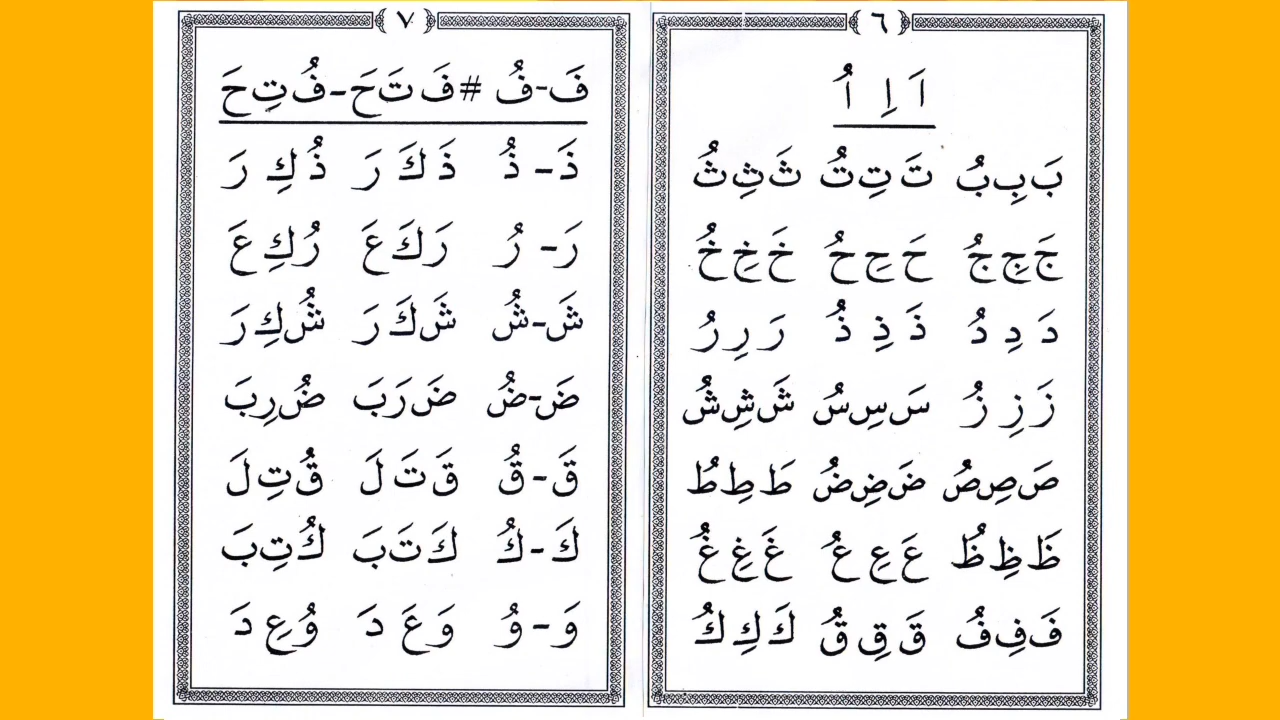 ٦
اَ اِ اُ
بَ بِ بُ تَ تِ تُ ثَ ثِ ثُ
جَ جِ جُ حَ حِ حُ خَ خِ خُ
دَ دِ دُ ذَ ذِ ذُ رَ رِ رُ
زَ زِ زُ سَ سِ سُ شَ شِ شُ
صَ صِ صُ ضَ ضِ ضُ طَ طِ طُ
ظَ ظِ ظُ عَ عِ عُ غَ غِ غُ
فَ فِ فُ قَ قِ قُ كَ كِ كُ
٧
فَ-فُ # فَ تَ حَ - فُ تِ حَ
ذَ - ذُ ذَ كَ رَ ذُ كِ رَ
رَ - رُ رَ كَ عَ رُ كِ عَ
شَ-شُ شَ كَ رَ شُ كِ رَ
ضَ-ضُ ضَ رَ بَ ضُ رِ بَ
قَ - قُ قَ تَ لَ قُ تِ لَ
كَ - كُ كَ تَ بَ كُ تِ بَ
وَ - وُ وَ عَ دَ وُ عِ دَ